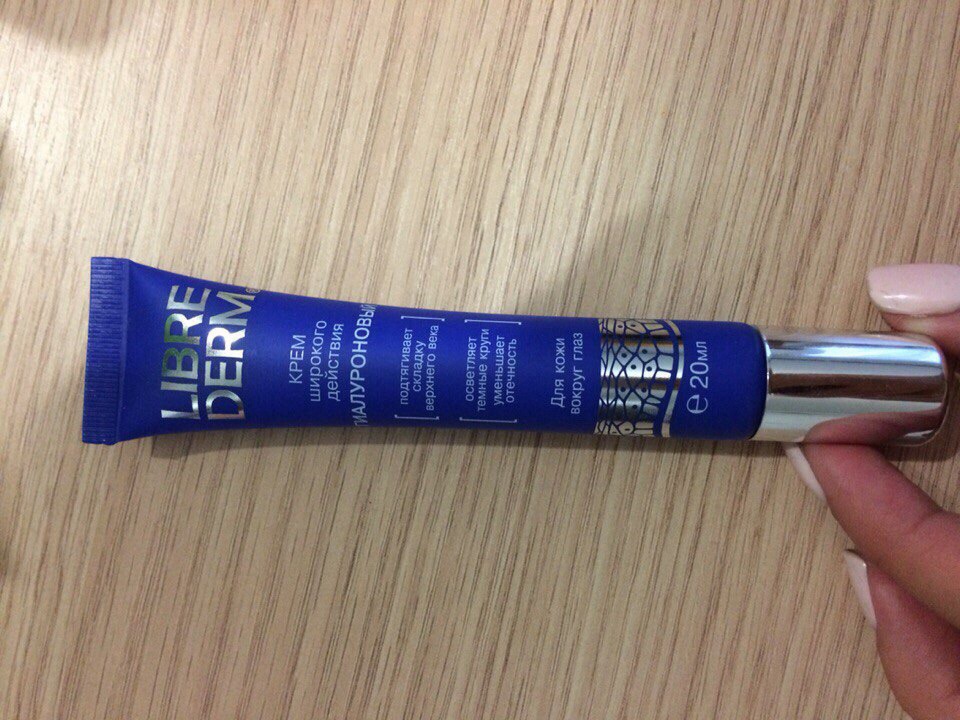 LIBRE
DERM
КРЕМ
широкого
действия
ГИАЛУРОНОВЫЙ
[подтягивает
складку
верхнего века]
[осветляет
темные круги
уменьшает
отечность]
Для кожи
вокруг глаз
℮ 20мл